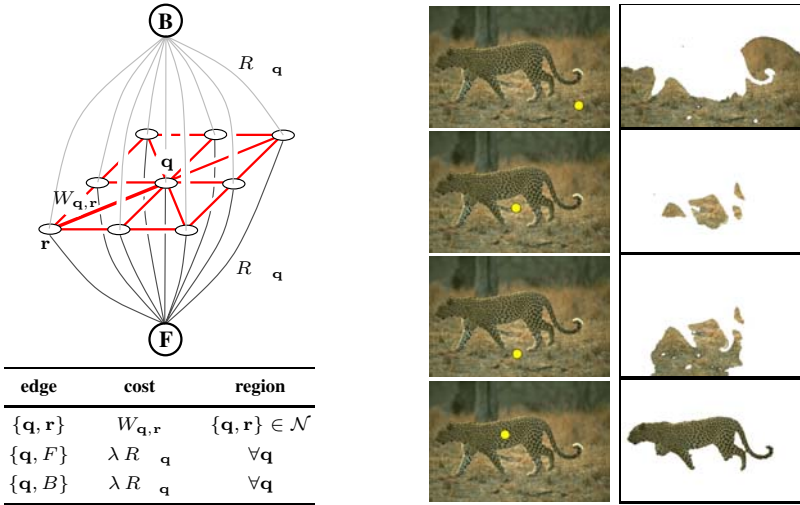 B
R q
q
W q,r
r
R q
F
edge cost region
{q, r} W q,r {q, r} ∈ N
{q, F} λ R q ∀q
{q, B} λ R q ∀q